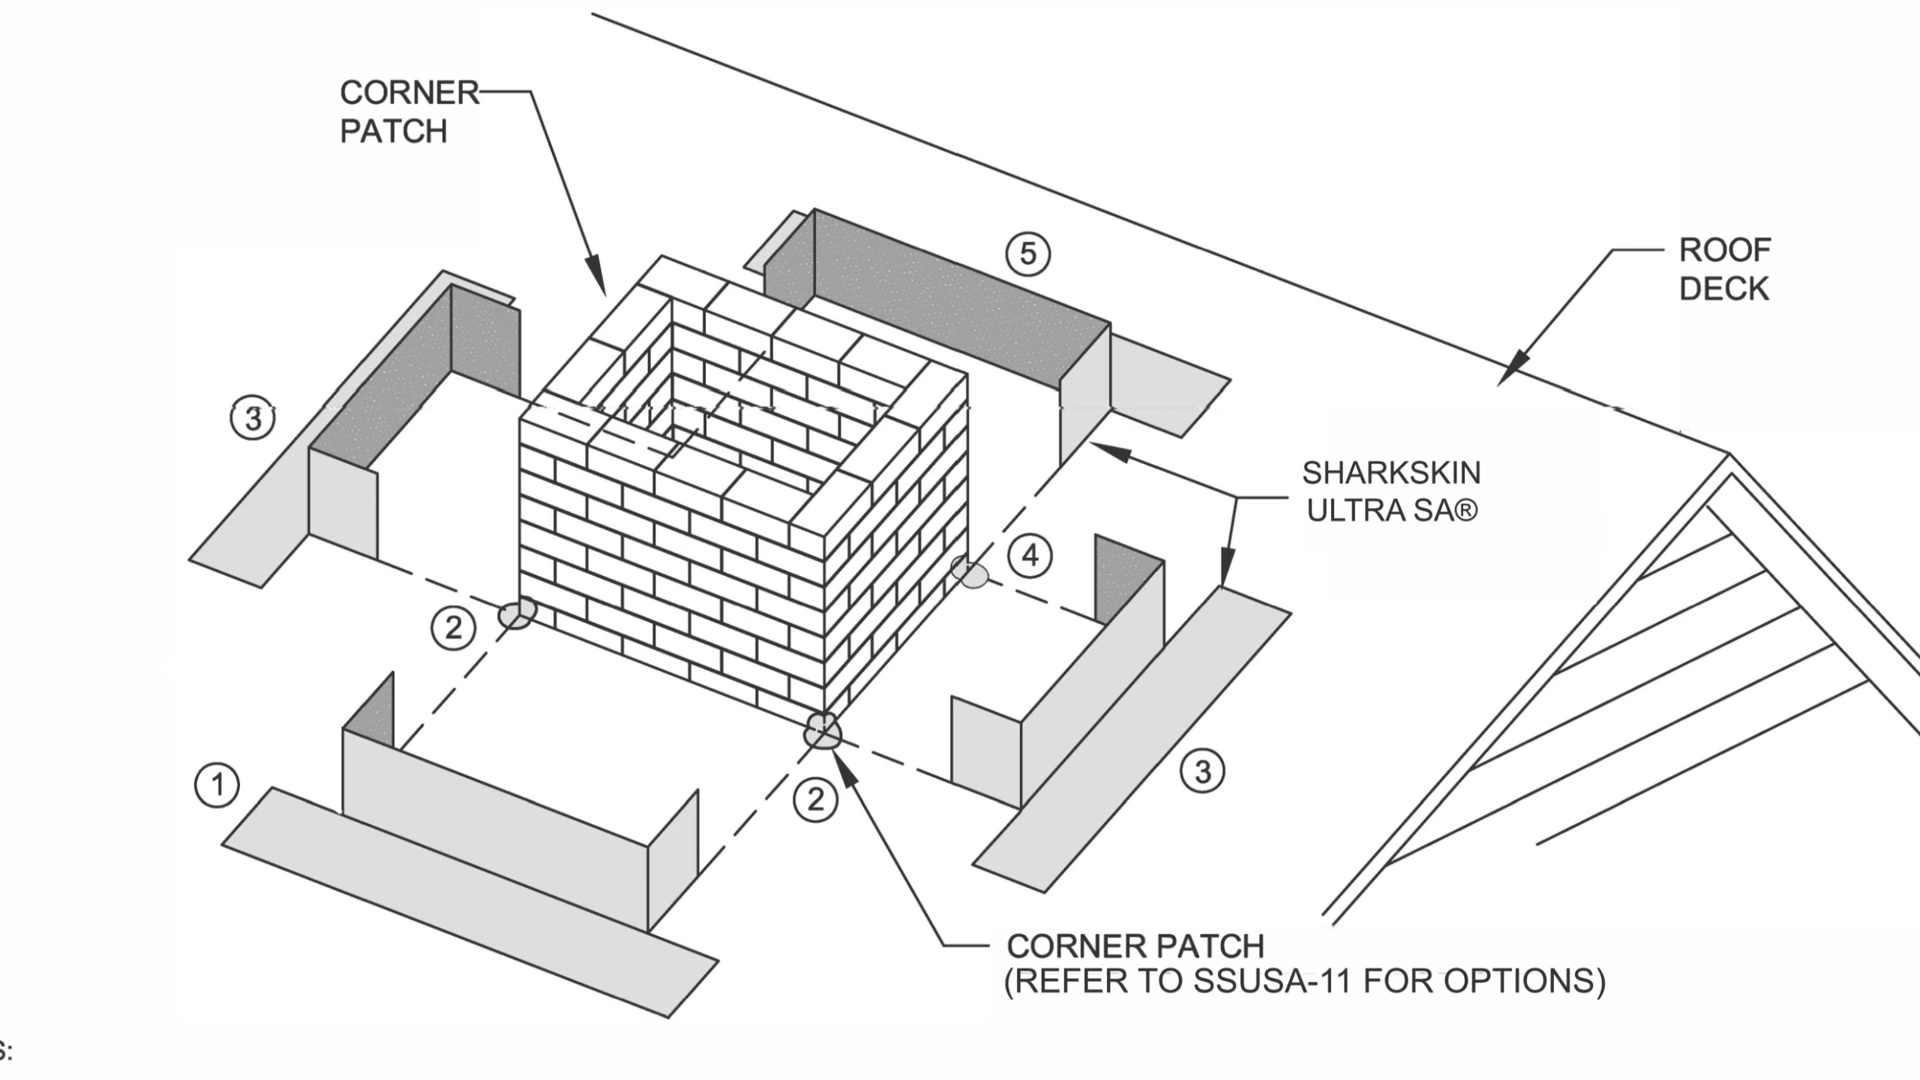 CORNER
PATCH
5
ROOF
DECK
3
SHARKSKIN
ULTRA SA®
4
2
1
3
2
CORNER PATCH
(REFER TO SSUSA-11 FOR OPTIONS)
S: